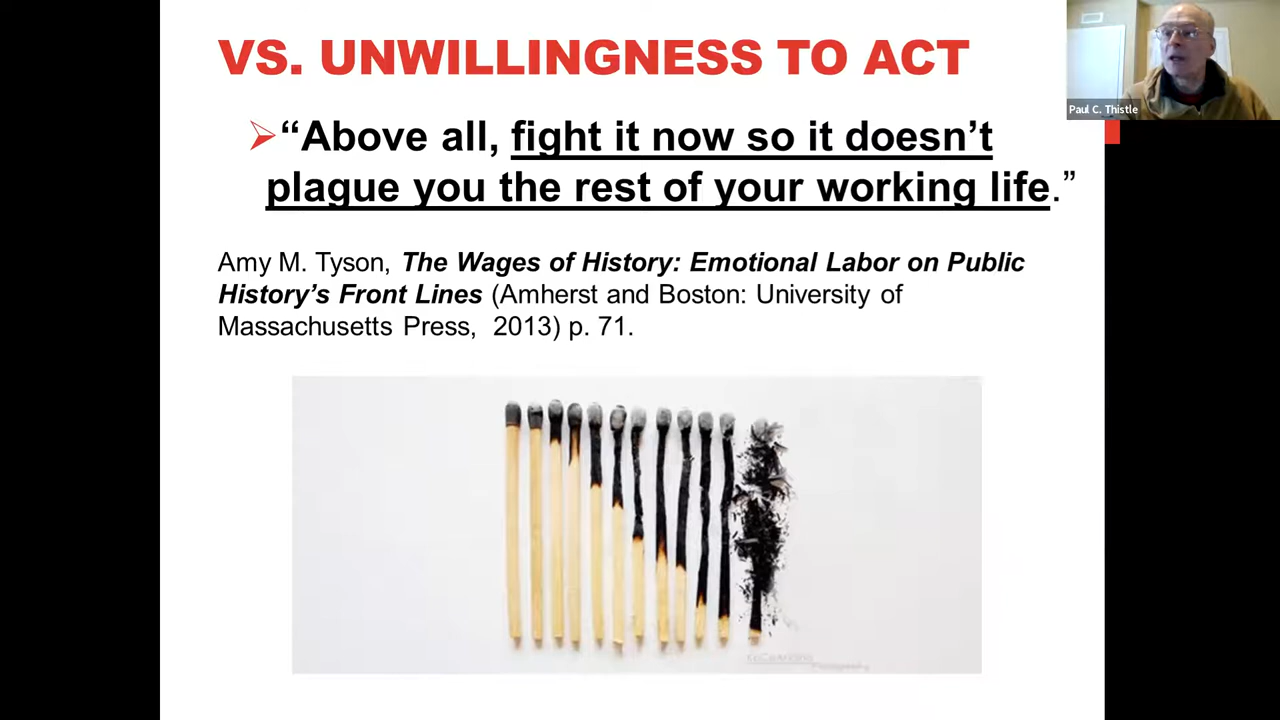 VS. UNWILLINGNESS TO ACT
“Above all, fight it now so it doesn’t
plague you the rest of your working life.”
Amy M. Tyson, The Wages of History: Emotional Labor on Public
History’s Front Lines (Amherst and Boston: University of
Massachusetts Press, 2013) p. 71.
Paul C. Thistle